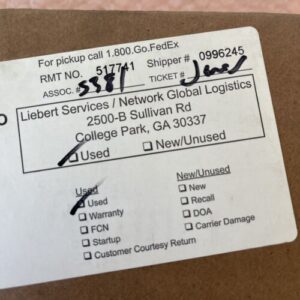 For pickup call 1.800.Go.FedEx
RMT NO. 517741 Shipper # 0996245
ASSOC. # 5381 TICKET #
Liebert Services / Network Global Logistics
2500-B Sullivan Rd
College Park, GA 30337
Used New/Unused
Used New/Unused
Used New
Warranty Recall
FCN DOA
Startup Carrier Damage
Customer Courtesy Return